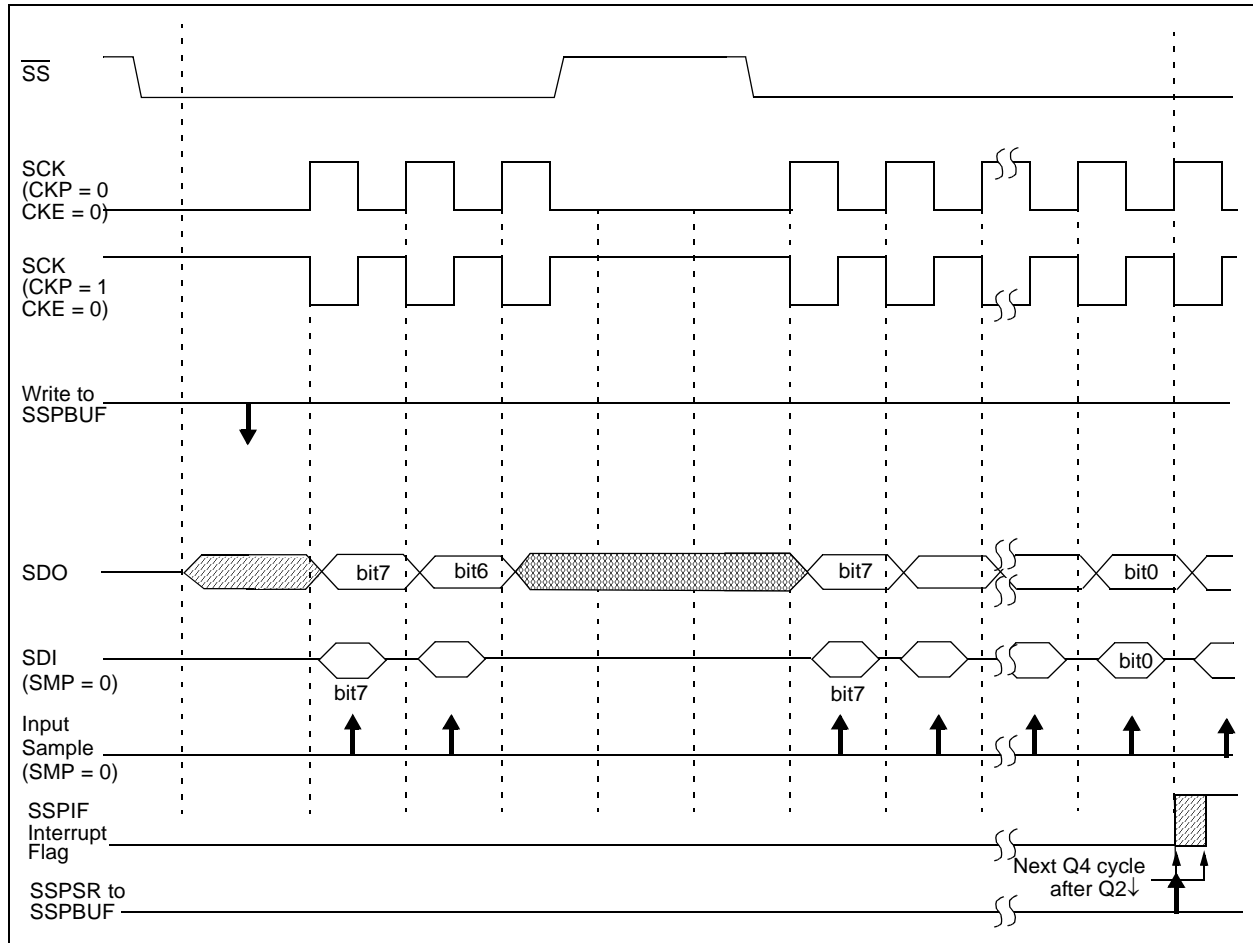 SS
SCK
(CKP = 0
CKE = 0)
SCK
(CKP = 1
CKE = 0)
Write to
SSPBUF
SDO
bit7
bit6
bit7
bit0
SDI
(SMP = 0)
bit7
bit7
bit0
Input
Sample
(SMP = 0)
SSPIF
Interrupt
Flag
Next Q4 cycle
after Q2↓
SSPSR to
SSPBUF